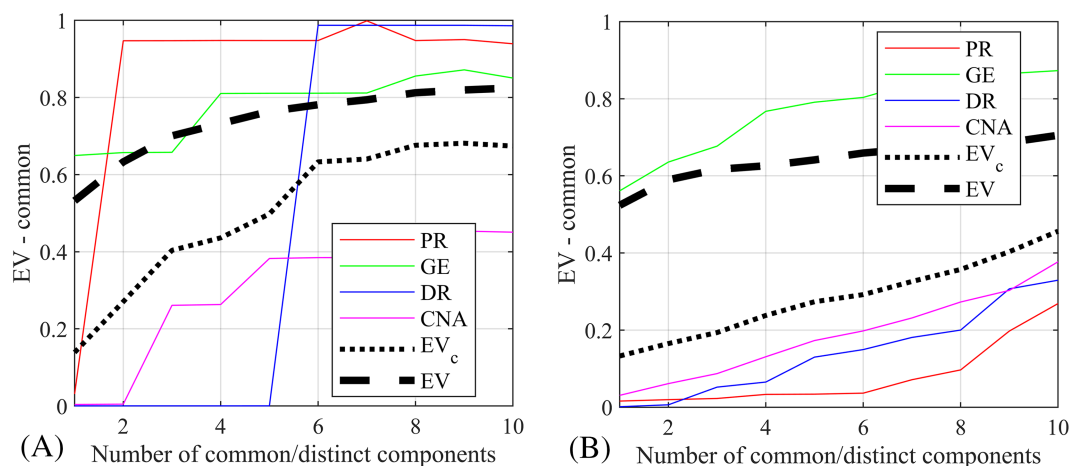 1
0.8
0.6
0.4
0.2
0
EV - common
2 4 6 8 10
Number of common/distinct components
(A)
PR
GE
DR
CNA
EVc
EV
1
0.8
0.6
0.4
0.2
0
EV - common
2 4 6 8 10
Number of common/distinct components
(B)
PR
GE
DR
CNA
EVc
EV